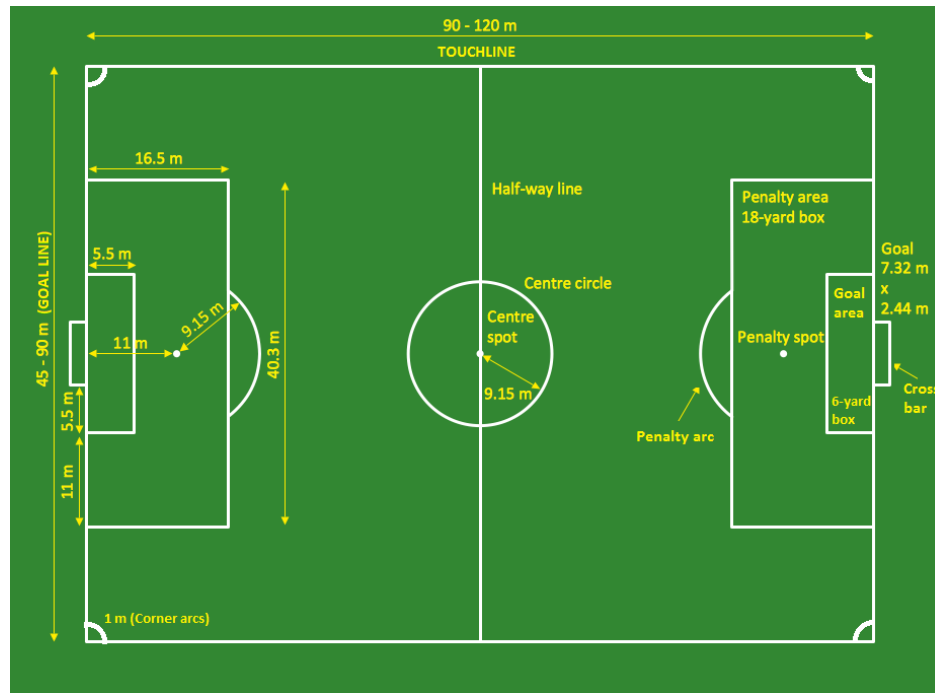 90 - 120 m
TOUCHLINE
16.5 m
Half-way line
Penalty area
18-yard box
5.5 m
Goal
7.32 m
x
2.44 m
Centre circle
Goal
area
45 - 90 m (GOAL LINE)
9.15 m
Centre
spot
11 m
40.3 m
Penalty spot
9.15 m
5.5 m
6-yard
box
Cross
bar
Penalty arc
11 m
1 m (Corner arcs)